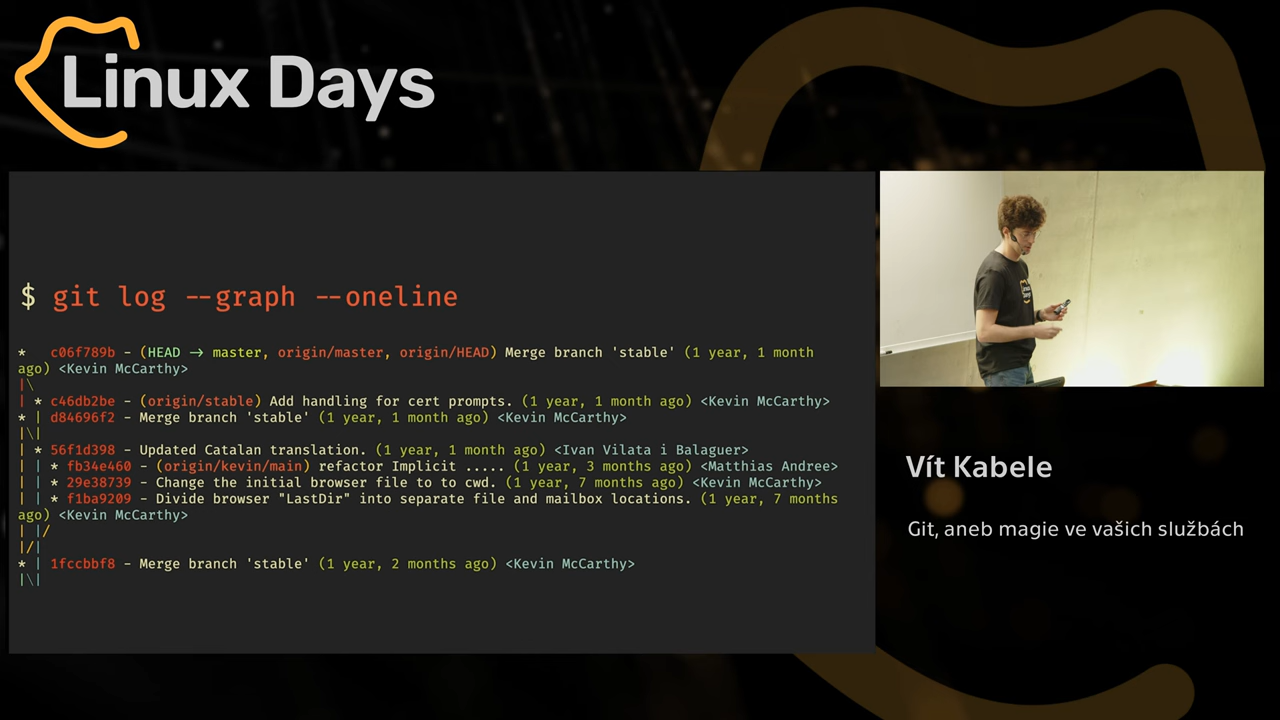 Linux Days
$ git log --graph --oneline
*   c06f789b - (HEAD -> master, origin/master, origin/HEAD) Merge branch 'stable' (1 year, 1 month
ago) <Kevin McCarthy>
|\
| * c46db2be - (origin/stable) Add handling for cert prompts. (1 year, 1 month ago) <Kevin McCarthy>
* | d84696f2 - Merge branch 'stable' (1 year, 1 month ago) <Kevin McCarthy>
|\|
| * 56f1d398 - Updated Catalan translation. (1 year, 1 month ago) <Ivan Vilata i Balaguer>
| | * fb34e460 - (origin/kevin/main) refactor Implicit ..... (1 year, 3 months ago) <Matthias Andree>
| | * 29e38739 - Change the initial browser file to to cwd. (1 year, 7 months ago) <Kevin McCarthy>
| | * f1ba9209 - Divide browser "LastDir" into separate file and mailbox locations. (1 year, 7 months
ago) <Kevin McCarthy>
| |/
|/|
* | 1fccbbf8 - Merge branch 'stable' (1 year, 2 months ago) <Kevin McCarthy>
|\|
Linux Days
Vít Kabele
Git, aneb magie ve vašich službách